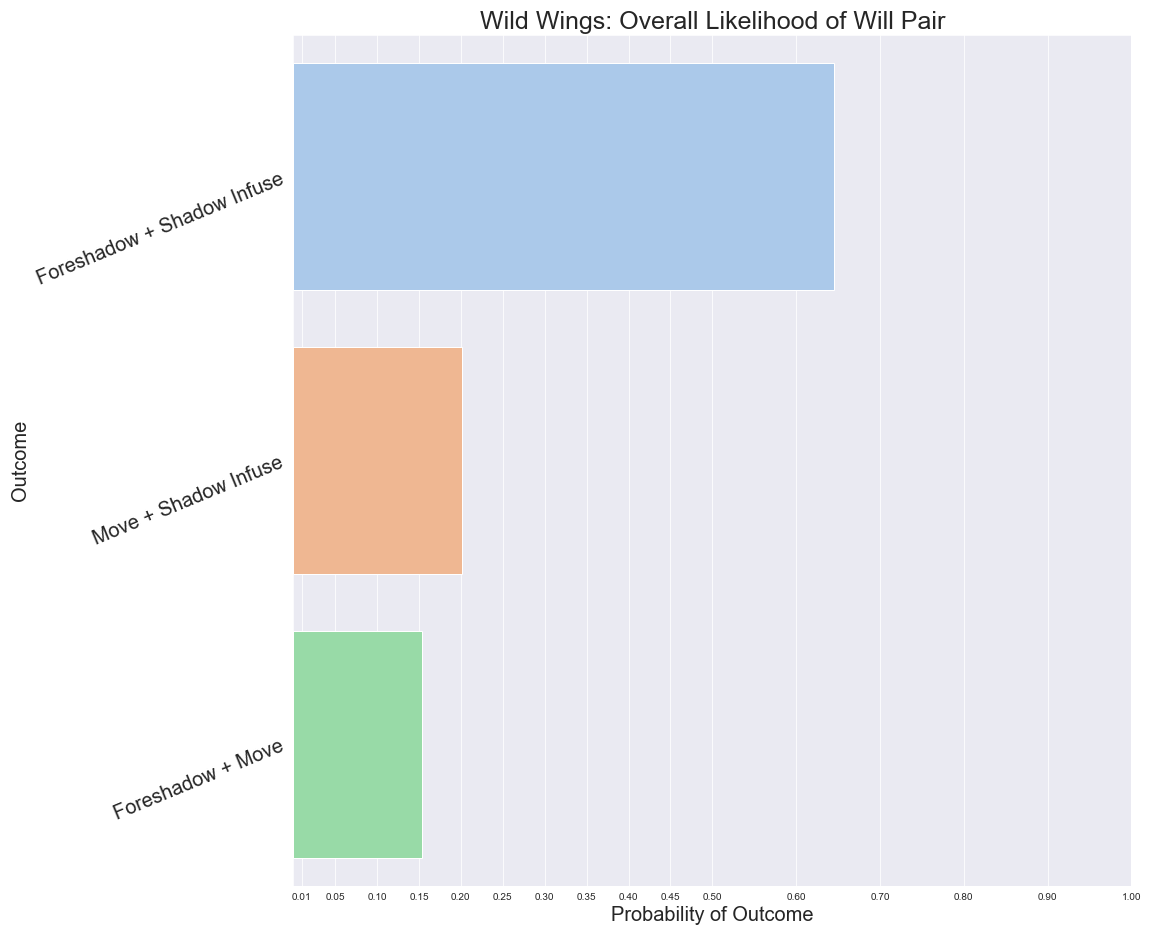 Wild Wings: Overall Likelihood of Will Pair
Foreshadow + Shadow Infuse
Move + Shadow Infuse
Foreshadow + Move
Outcome
0.01 0.05 0.10 0.15 0.20 0.25 0.30 0.35 0.40 0.45 0.50 0.60 0.70 0.80 0.90 1.00
Probability of Outcome